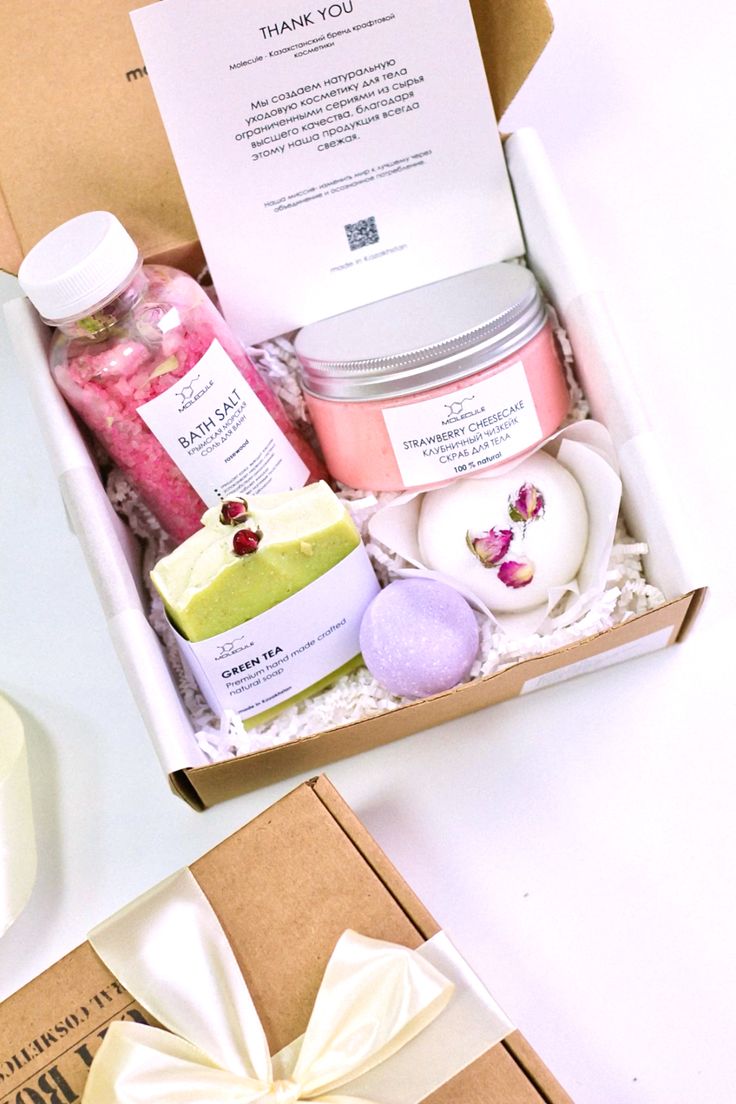 THANK YOU
Molecule - Казахстанский бренд крафтовой
косметики
Мы создаем натуральную
уходовую косметику для тела
ограниченными сериями из сырья
высшего качества, благодаря
этому наша продукция всегда
свежая.
Наша миссия- изменить мир к лучшему через
объединение и осознанное потребление.
made in Kazakhstan
MOLECULE
BATH SALT
КРЫМСКАЯ МОРСКАЯ
СОЛЬ ДЛЯ ВАНН
rosewood
MOLECULE
STRAWBERRY CHEESECAKE
КЛУБНИЧНЫЙ ЧИЗКЕЙК
СКРАБ ДЛЯ ТЕЛА
100 % natural
MOLECULE
GREEN TEA
Premium hand made crafted
natural soap
made in Kazakhstan
COSMETICS